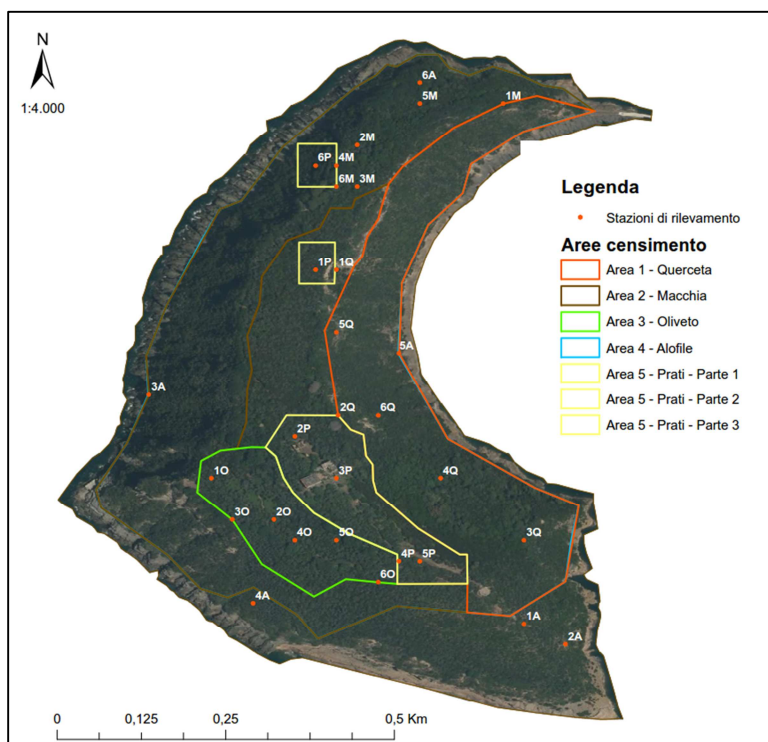 N
1:4.000
6A
5M
1M
2M
6P 4M
6M 3M
1P 1Q
5Q
5A
3A
2Q 6Q
2P
1O
3P
4Q
3O 2O
4O 5O
3Q
4P 5P
6O
4A
1A
2A
Legenda
Stazioni di rilevamento
Aree censimento
Area 1 - Querceta
Area 2 - Macchia
Area 3 - Oliveto
Area 4 - Alofile
Area 5 - Prati - Parte 1
Area 5 - Prati - Parte 2
Area 5 - Prati - Parte 3
0 0,125 0,25 0,5 Km